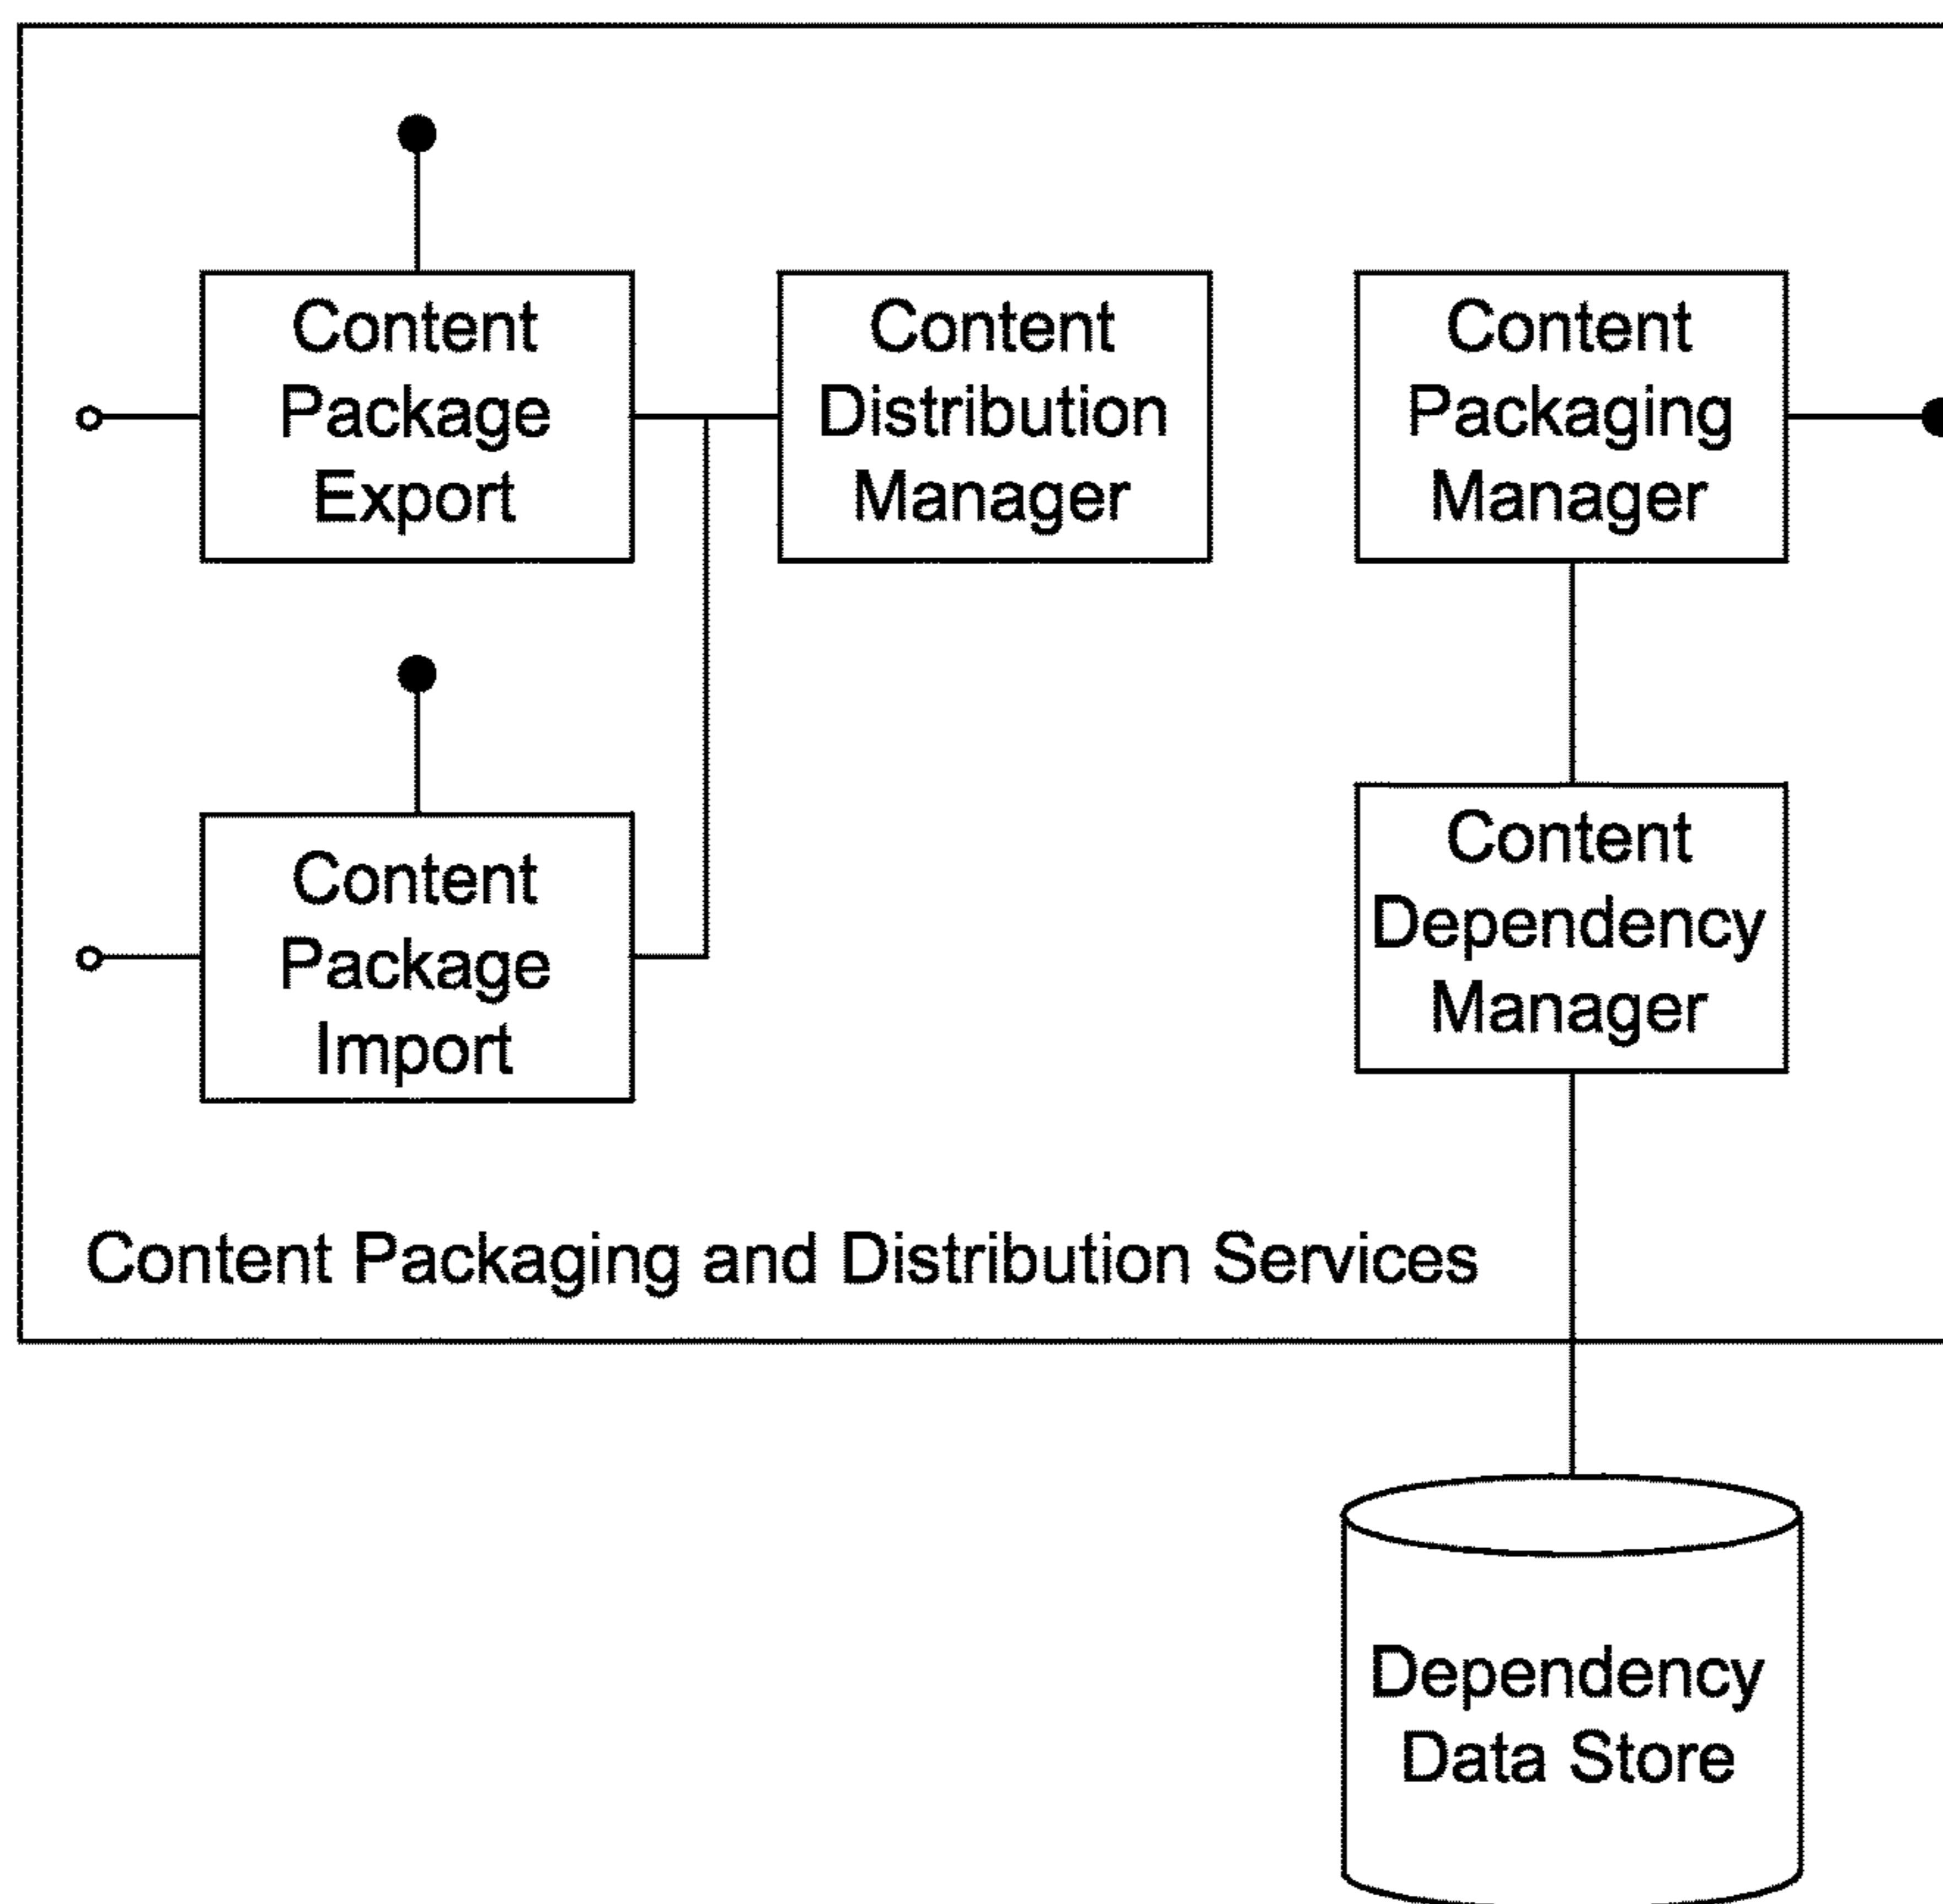 Content
Package
Export
Content
Distribution
Manager
Content
Packaging
Manager
Content
Package
Import
Content
Dependency
Manager
Content Packaging and Distribution Services
Dependency
Data Store